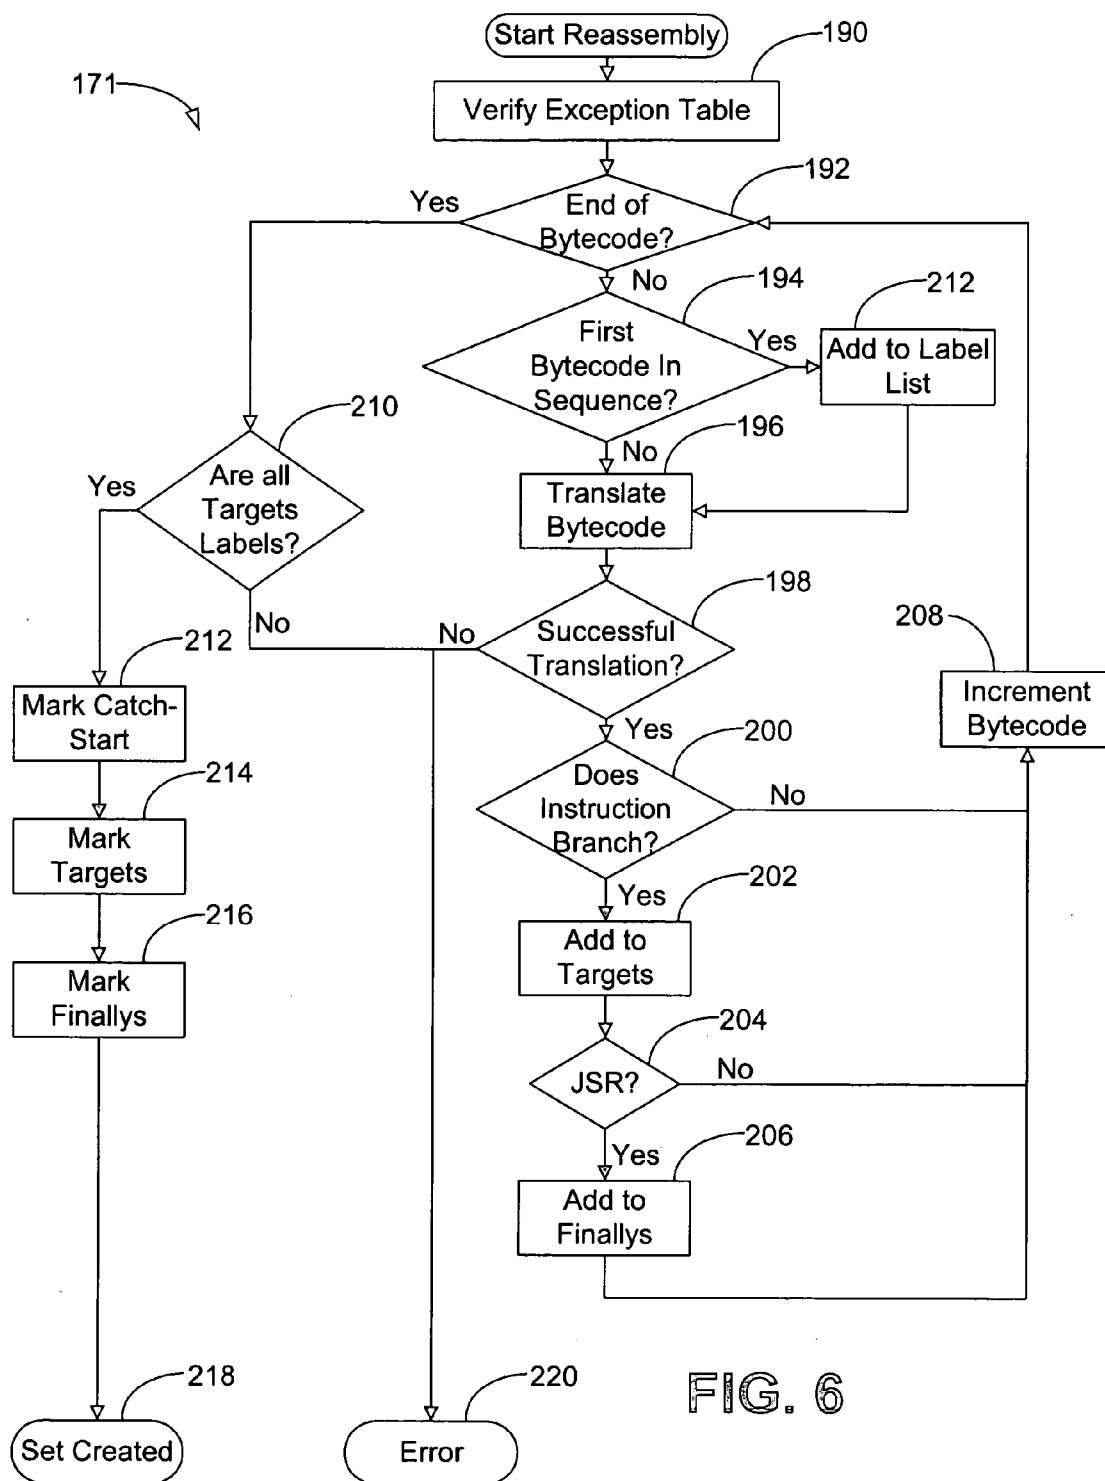 Start Reassembly
190
171
Verify Exception Table
192
Yes
End of
Bytecode?
No
194
212
First
Bytecode In
Sequence?
Yes
Add to Label
List
210
No
196
Are all
Targets
Labels?
Yes
Translate
Bytecode
198
No
No
Successful
Translation?
208
212
Increment
Bytecode
Mark Catch-
Start
Yes
200
214
Does
Instruction
Branch?
No
Mark
Targets
Yes
202
216
Add to
Targets
Mark
Finallys
204
JSR?
No
Yes
206
Add to
Finallys
218
220
FIG. 6
Set Created
Error